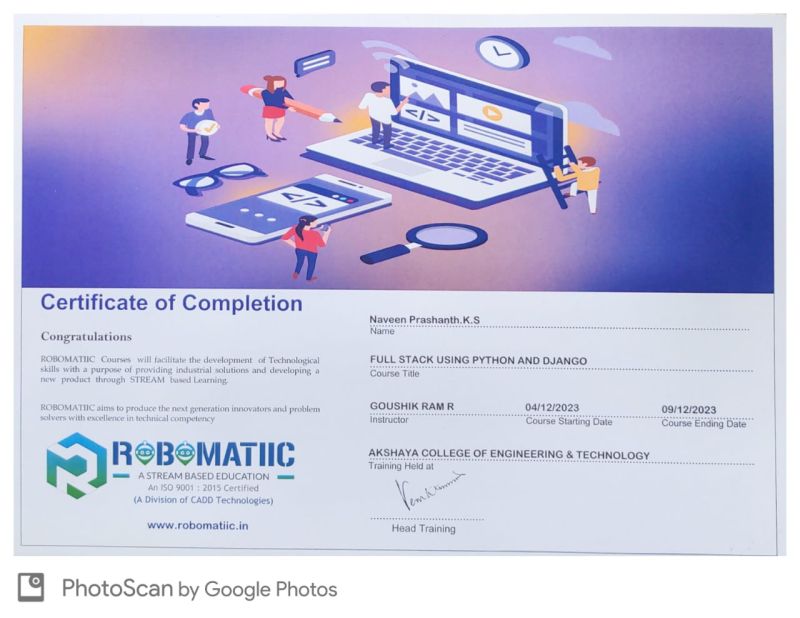 Certificate of Completion
Congratulations
ROBOMATIIC Courses will facilitate the development of Technological
skills with a purpose of providing industrial solutions and developing a
new product through STREAM based Learning.
ROBOMATIIC aims to produce the next generation innovators and problem
solvers with excellence in technical competency
ROBOMATIIC
A STREAM BASED EDUCATION
An ISO 9001 : 2015 Certified
(A Division of CADD Technologies)
www.robomatiic.in
Naveen Prashanth.K.S
Name
FULL STACK USING PYTHON AND DJANGO
Course Title
GOUSHIK RAM R 04/12/2023 09/12/2023
Instructor Course Starting Date Course Ending Date
AKSHAYA COLLEGE OF ENGINEERING & TECHNOLOGY
Training Held at
Head Training
PhotoScan by Google Photos